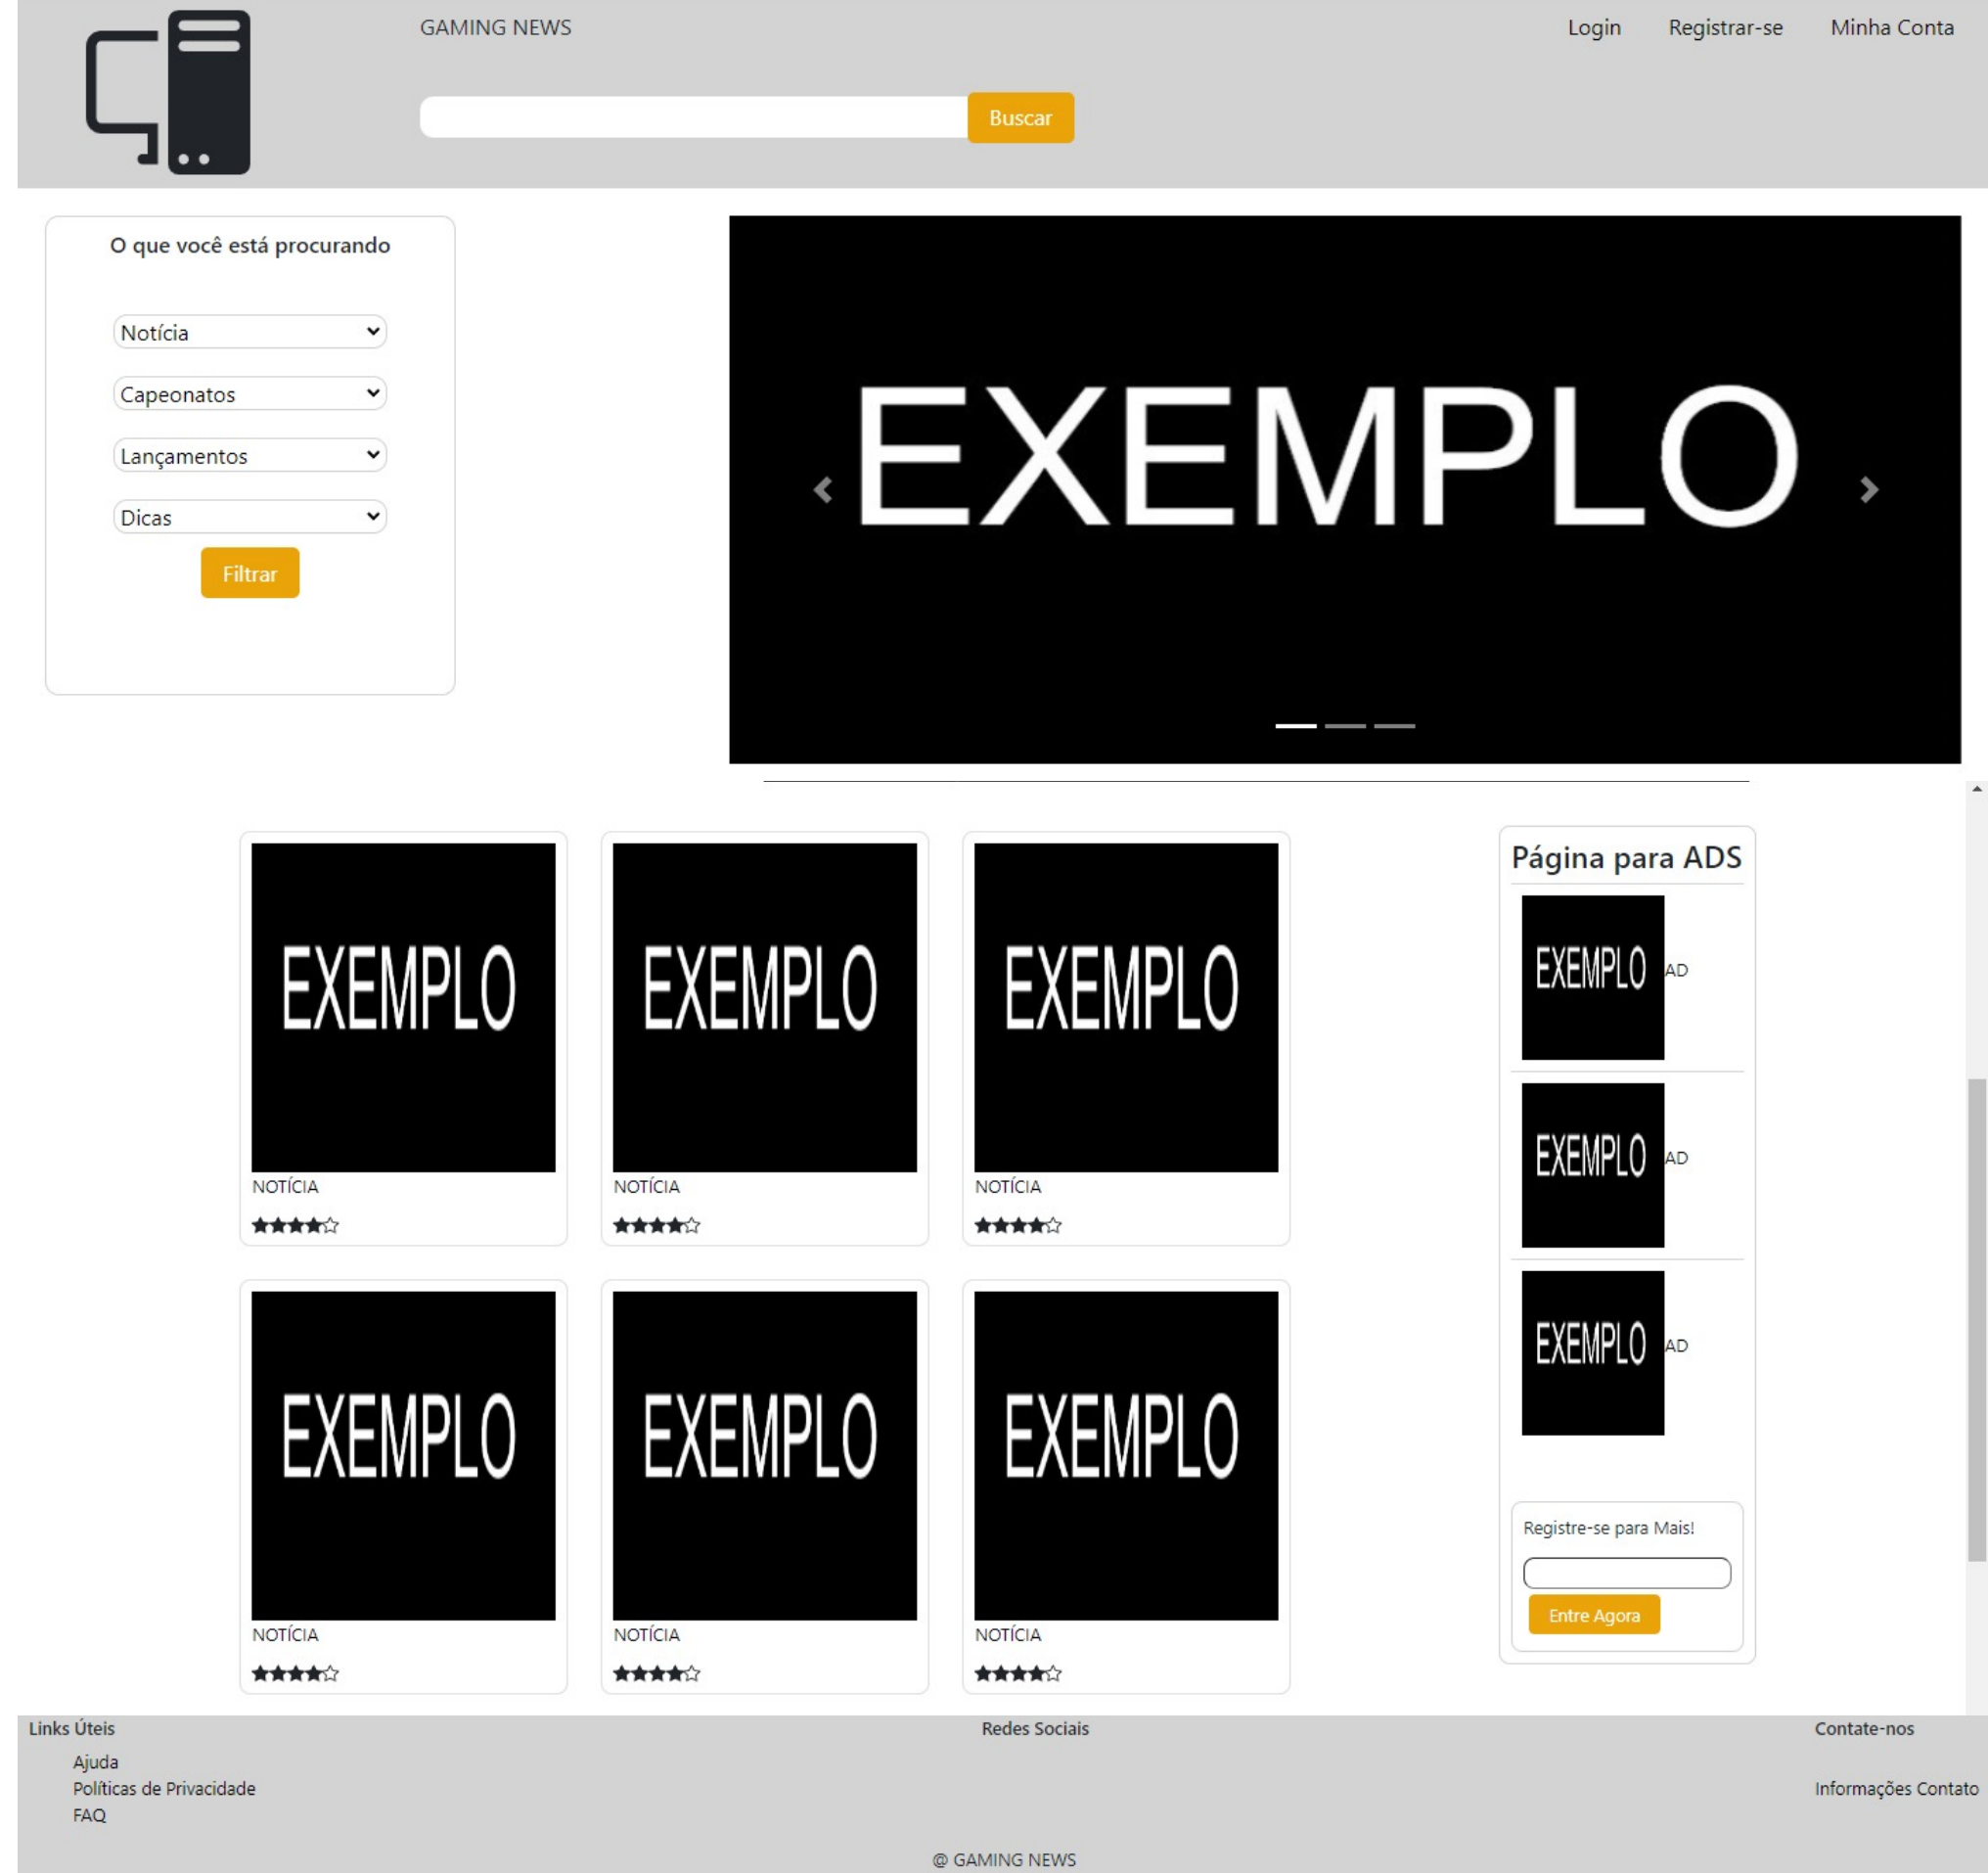 GAMING NEWS
Login Registrar-se Minha Conta
Buscar
O que você está procurando
Notícia
Capeonatos
Lançamentos
Dicas
Filtrar
EXEMPLO
EXEMPLO
NOTÍCIA
EXEMPLO
NOTÍCIA
EXEMPLO
NOTÍCIA
EXEMPLO
NOTÍCIA
EXEMPLO
NOTÍCIA
EXEMPLO
NOTÍCIA
Página para ADS
EXEMPLO AD
EXEMPLO AD
EXEMPLO AD
Registre-se para Mais!
Entre Agora
Links Úteis
Ajuda
Políticas de Privacidade
FAQ
Redes Sociais
Contate-nos
Informações Contato
@ GAMING NEWS